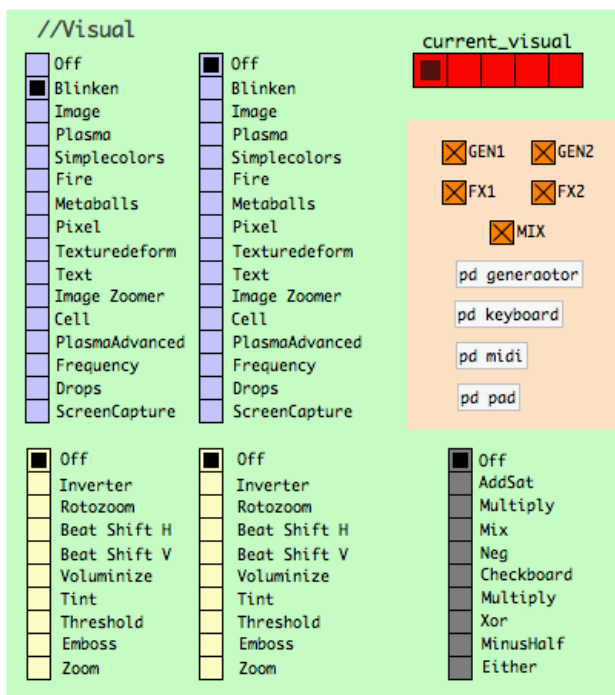 //Visual
Off
Blinken
Image
Plasma
Simplecolors
Fire
Metaballs
Pixel
Texturedeform
Text
Image Zoomer
Cell
PlasmaAdvanced
Frequency
Drops
ScreenCapture
Off
Blinken
Image
Plasma
Simplecolors
Fire
Metaballs
Pixel
Texturedeform
Text
Image Zoomer
Cell
PlasmaAdvanced
Frequency
Drops
ScreenCapture
current_visual
GEN1
GEN2
FX1
FX2
MIX
pd generaotor
pd keyboard
pd midi
pd pad
Off
Inverter
Rotozoom
Beat Shift H
Beat Shift V
Voluminize
Tint
Threshold
Emboss
Zoom
Off
Inverter
Rotozoom
Beat Shift H
Beat Shift V
Voluminize
Tint
Threshold
Emboss
Zoom
Off
AddSat
Multiply
Mix
Neg
Checkboard
Multiply
Xor
MinusHalf
Either